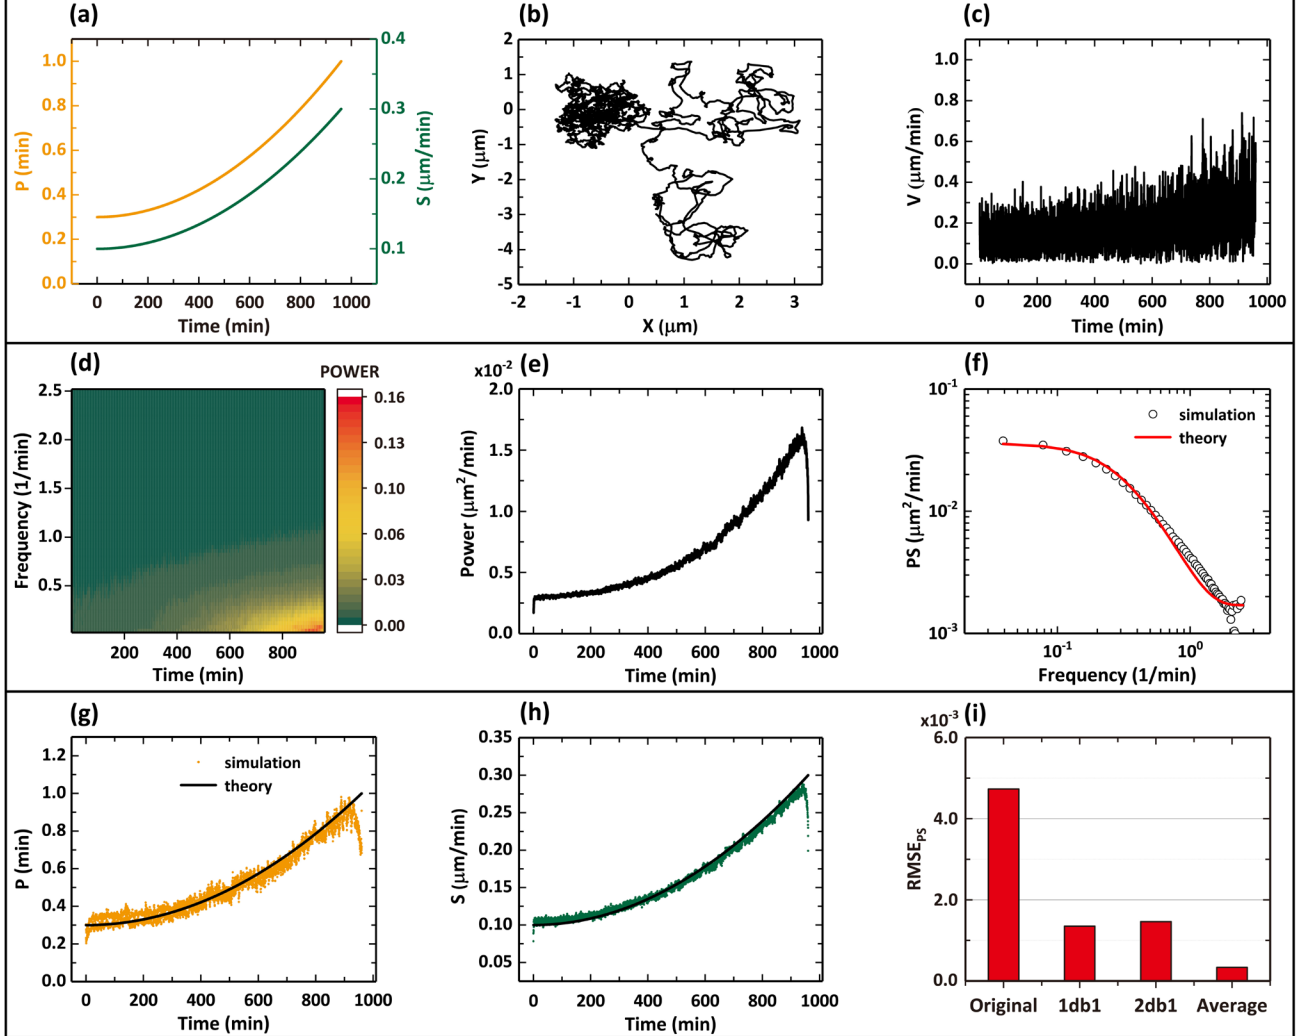 (a)
P (min)
1.0
0.8
0.6
0.4
0.2
0.0
0.4
0.3
0.2
0.1
S (μm/min)
0 200 400 600 800 1000
Time (min)
(b)
Y (μm)
2
1
0
-1
-2
-3
-4
-5
-2 -1 0 1 2 3
X (μm)
(c)
V (μm/min)
1.0
0.8
0.6
0.4
0.2
0.0
0 200 400 600 800 1000
Time (min)
(d)
POWER
Frequency (1/min)
2.5
2.0
1.5
1.0
0.5
0.16
0.13
0.10
0.06
0.03
0.00
200 400 600 800
Time (min)
(e)
x10⁻²
Power (μm²/min)
2.0
1.5
1.0
0.5
0.0
0 200 400 600 800 1000
Time (min)
(f)
PS (μm²/min)
10⁻¹
10⁻²
10⁻³
simulation
theory
10⁻¹ 10⁰
Frequency (1/min)
(g)
P (min)
1.2
1.0
0.8
0.6
0.4
0.2
0.0
simulation
theory
0 200 400 600 800 1000
Time (min)
(h)
S (μm/min)
0.35
0.30
0.25
0.20
0.15
0.10
0.05
0 200 400 600 800 1000
Time (min)
(i)
x10⁻³
RMSE_PS
6.0
4.0
2.0
0.0
Original 1db1 2db1 Average